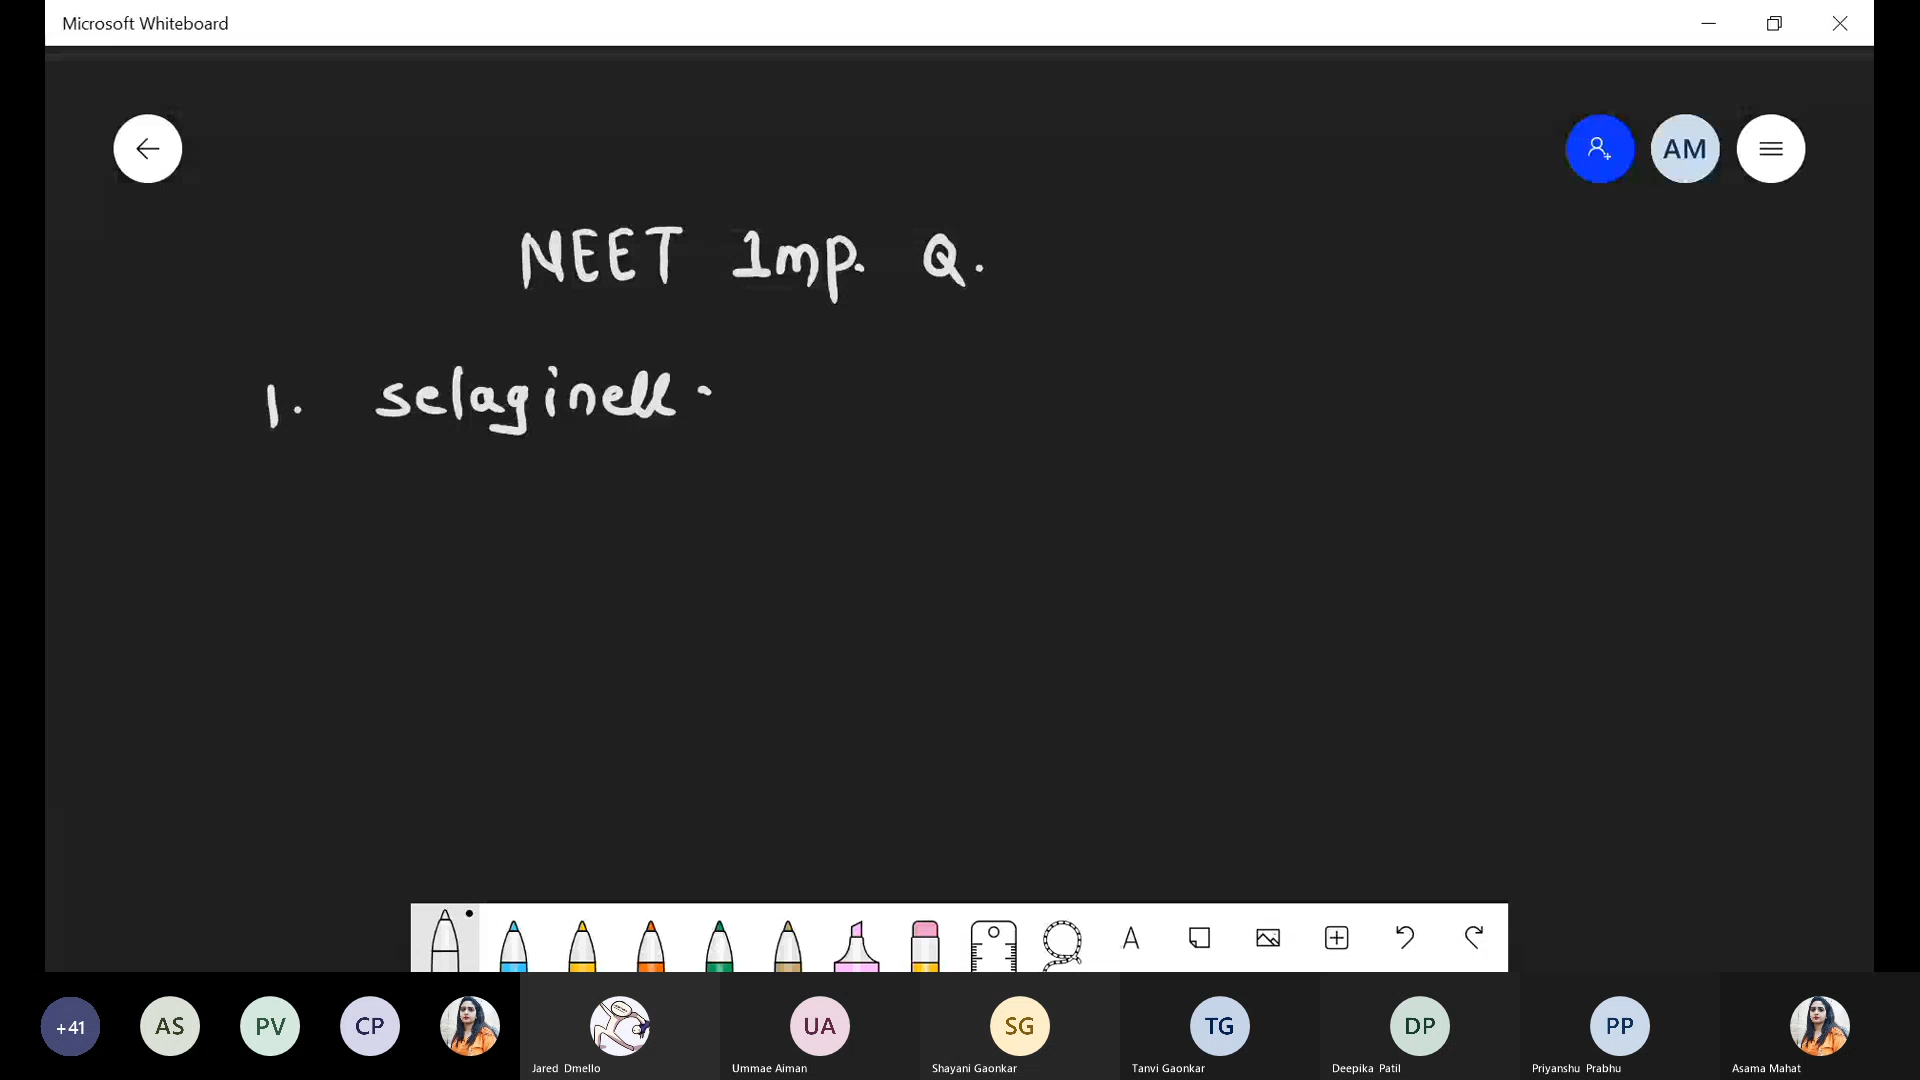 Microsoft Whiteboard
AM
NEET Imp. Q.
1. selaginell
A
+41
AS
PV
CP
UA
SG
TG
DP
PP
Jared Dmello
Ummae Aiman
Shayani Gaonkar
Tanvi Gaonkar
Deepika Patil
Priyanshu Prabhu
Asama Mahat